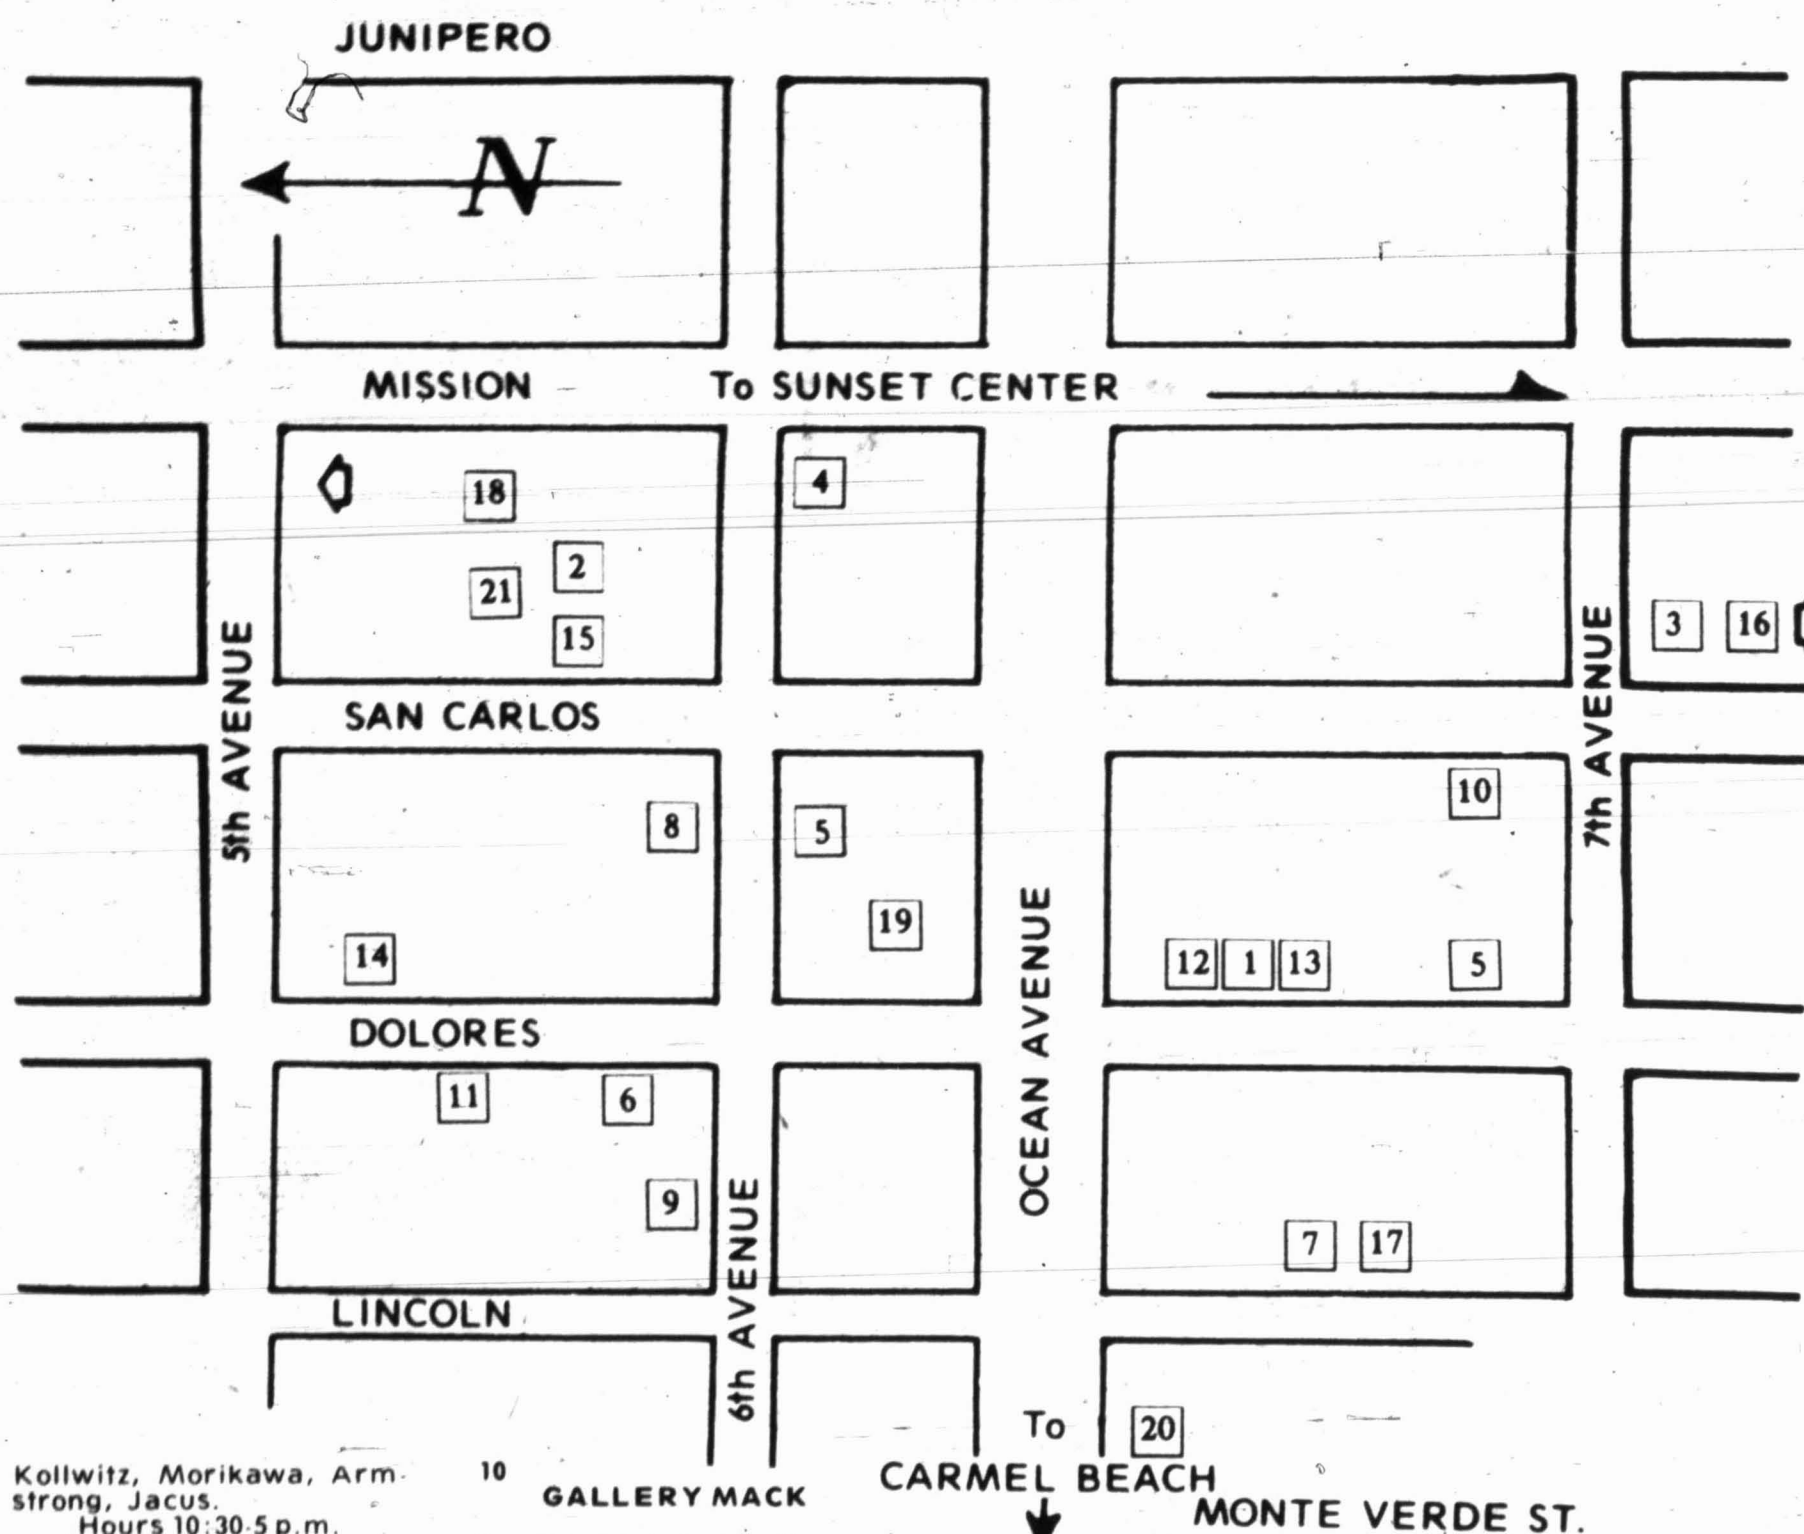 JUNIPERO
N
MISSION To SUNSET CENTER
18
4
2
21
15
3 16
5th AVENUE
7th AVENUE
SAN CARLOS
10
8
5
19
14
12 1 13 5
OCEAN AVENUE
DOLORES
11 6
9
6th AVENUE
7 17
LINCOLN
To
20
CARMEL BEACH
MONTE VERDE ST.
Kollwitz, Morikawa, Arm-
strong, Jacus.
Hours 10:30-5 p.m.
10
GALLERY MACK